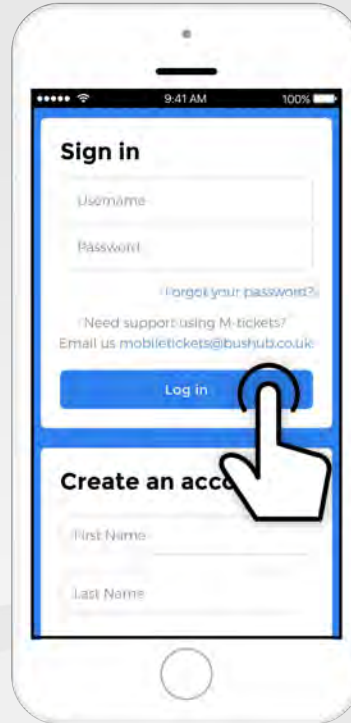 9:41 AM 100%
Sign in
Username
Password
Forgot your password?
Need support using M-tickets?
Email us mobiletickets@bushub.co.uk
Log in
Create an acco
First Name
Last Name